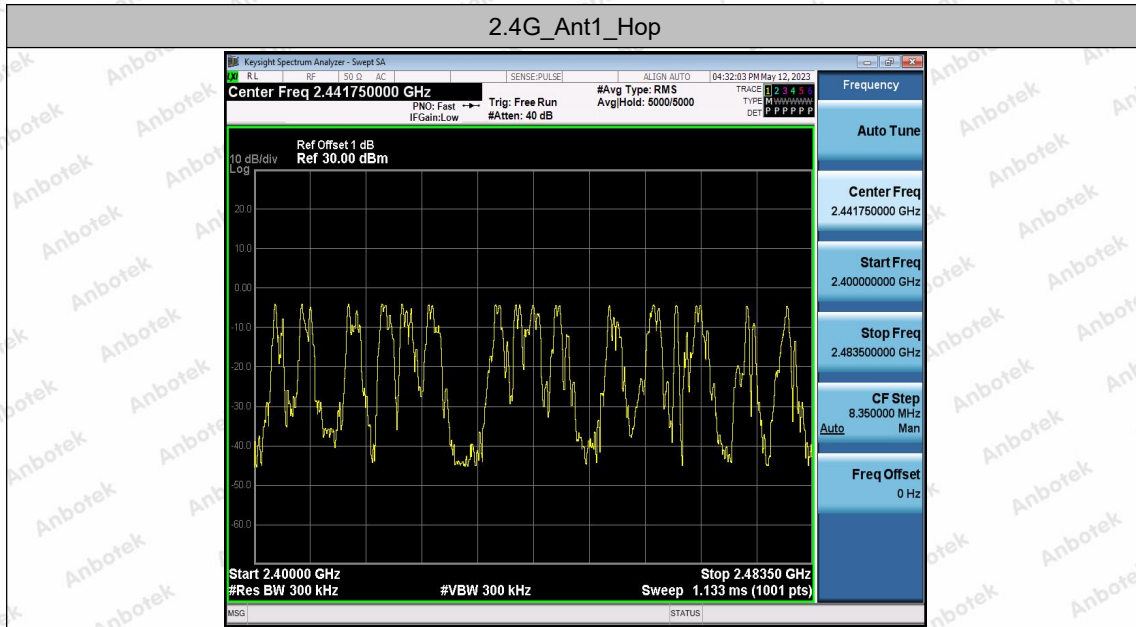 2.4G_Ant1_Hop
Keysight Spectrum Analyzer - Swept SA
RL RF 50 Ω AC SENSE:PULSE ALIGN AUTO 04:32:03 PM May 12, 2023
Center Freq 2.441750000 GHz
PNO: Fast
IFGain:Low
Trig: Free Run
#Atten: 40 dB
#Avg Type: RMS
Avg|Hold: 5000/5000
TRACE 1 2 3 4 5 6
TYPE MWWWWW
DET P P P P P P
Ref Offset 1 dB
10 dB/div Ref 30.00 dBm
Log
20.0
10.0
0.00
-10.0
-20.0
-30.0
-40.0
-50.0
-60.0
Start 2.40000 GHz Stop 2.48350 GHz
#Res BW 300 kHz #VBW 300 kHz Sweep 1.133 ms (1001 pts)
MSG STATUS
Frequency
Auto Tune
Center Freq
2.441750000 GHz
Start Freq
2.400000000 GHz
Stop Freq
2.483500000 GHz
CF Step
8.350000 MHz
Auto Man
Freq Offset
0 Hz
Anbotek